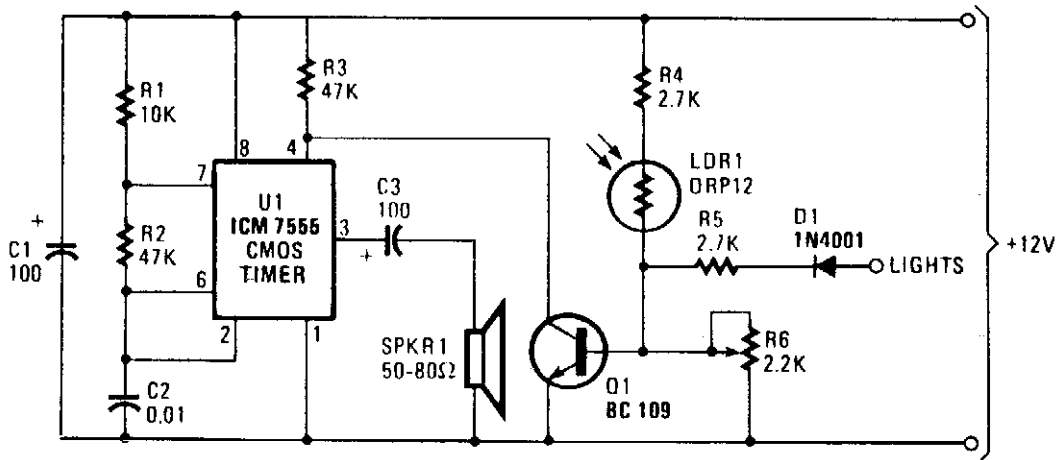 R1
10K
R2
47K
C1
100
+
C2
0.01
R3
47K
8
4
7
6
2
1
3
U1
ICM 7555
CMOS
TIMER
C3
100
+
SPKR1
50-80Ω
Q1
BC 109
R4
2.7K
LDR1
ORP12
R5
2.7K
D1
1N4001
LIGHTS
R6
2.2K
+12V